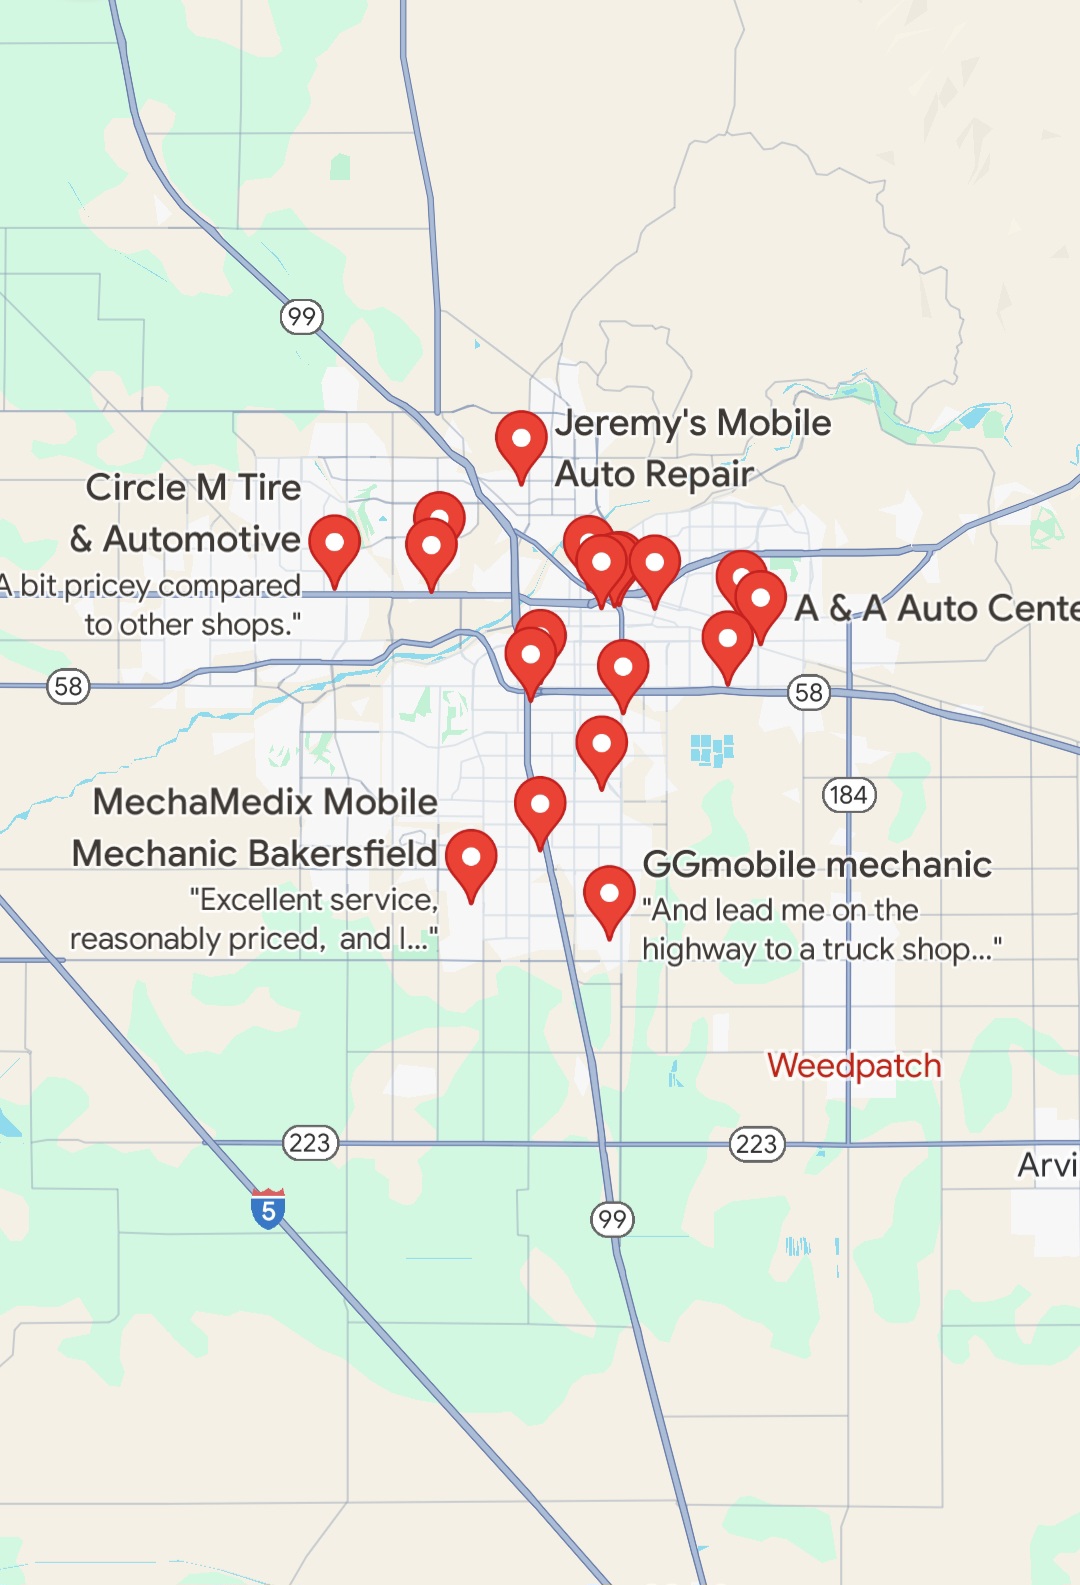 99
Jeremy's Mobile
Auto Repair
Circle M Tire
& Automotive
A bit pricey compared
to other shops."
A & A Auto Cente
58
58
184
MechaMedix Mobile
Mechanic Bakersfield
"Excellent service,
reasonably priced,  and I..."
GGmobile mechanic
"And lead me on the
highway to a truck shop..."
Weedpatch
223
223
Arvi
5
99